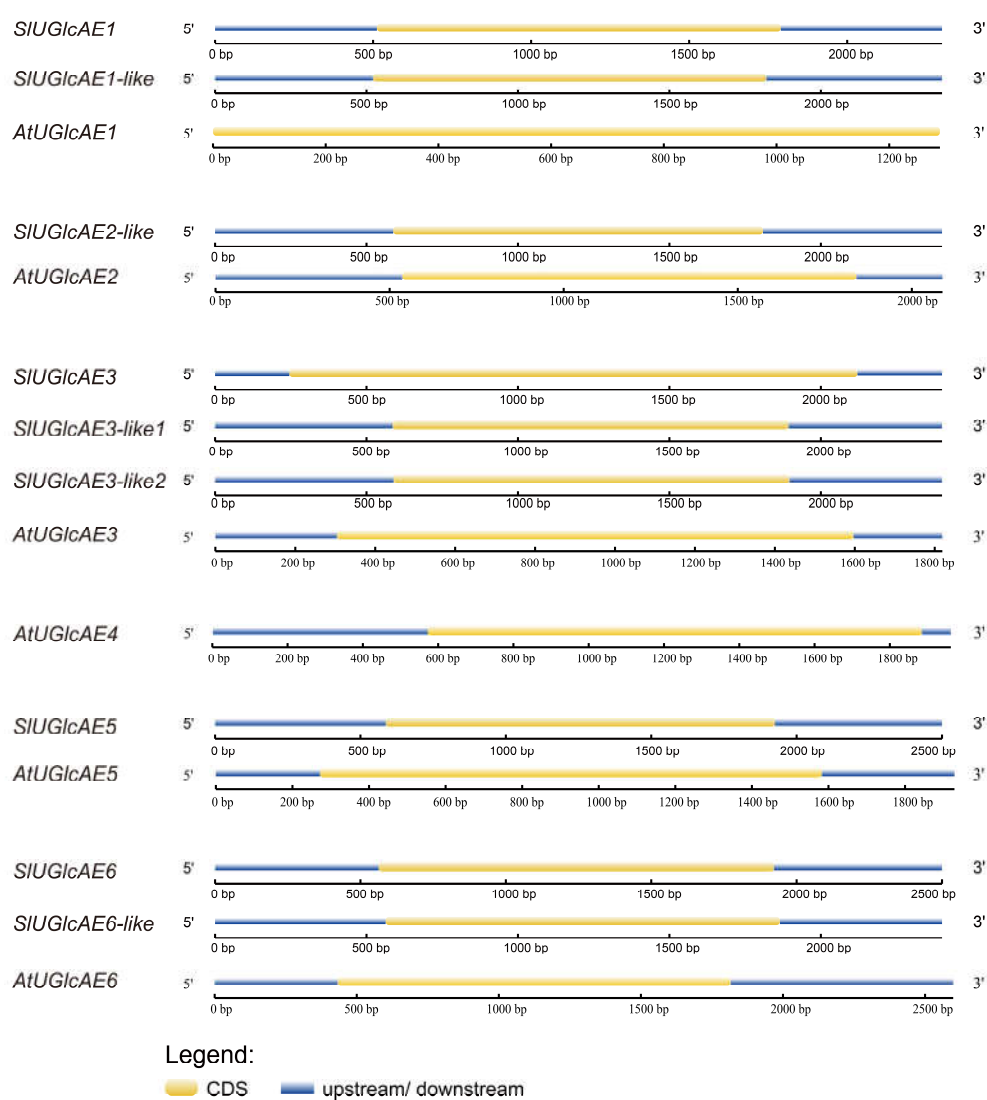 SlUGlcAE1 5' 3'
0 bp 500 bp 1000 bp 1500 bp 2000 bp
SlUGlcAE1-like 5' 3'
0 bp 500 bp 1000 bp 1500 bp 2000 bp
AtUGlcAE1 5' 3'
0 bp 200 bp 400 bp 600 bp 800 bp 1000 bp 1200 bp
SlUGlcAE2-like 5' 3'
0 bp 500 bp 1000 bp 1500 bp 2000 bp
AtUGlcAE2 5' 3'
0 bp 500 bp 1000 bp 1500 bp 2000 bp
SlUGlcAE3 5' 3'
0 bp 500 bp 1000 bp 1500 bp 2000 bp
SlUGlcAE3-like1 5' 3'
0 bp 500 bp 1000 bp 1500 bp 2000 bp
SlUGlcAE3-like2 5' 3'
0 bp 500 bp 1000 bp 1500 bp 2000 bp
AtUGlcAE3 5' 3'
0 bp 200 bp 400 bp 600 bp 800 bp 1000 bp 1200 bp 1400 bp 1600 bp 1800 bp
AtUGlcAE4 5' 3'
0 bp 200 bp 400 bp 600 bp 800 bp 1000 bp 1200 bp 1400 bp 1600 bp 1800 bp
SlUGlcAE5 5' 3'
0 bp 500 bp 1000 bp 1500 bp 2000 bp 2500 bp
AtUGlcAE5 5' 3'
0 bp 200 bp 400 bp 600 bp 800 bp 1000 bp 1200 bp 1400 bp 1600 bp 1800 bp
SlUGlcAE6 5' 3'
0 bp 500 bp 1000 bp 1500 bp 2000 bp 2500 bp
SlUGlcAE6-like 5' 3'
0 bp 500 bp 1000 bp 1500 bp 2000 bp
AtUGlcAE6 5' 3'
0 bp 500 bp 1000 bp 1500 bp 2000 bp 2500 bp
Legend:
CDS upstream/ downstream